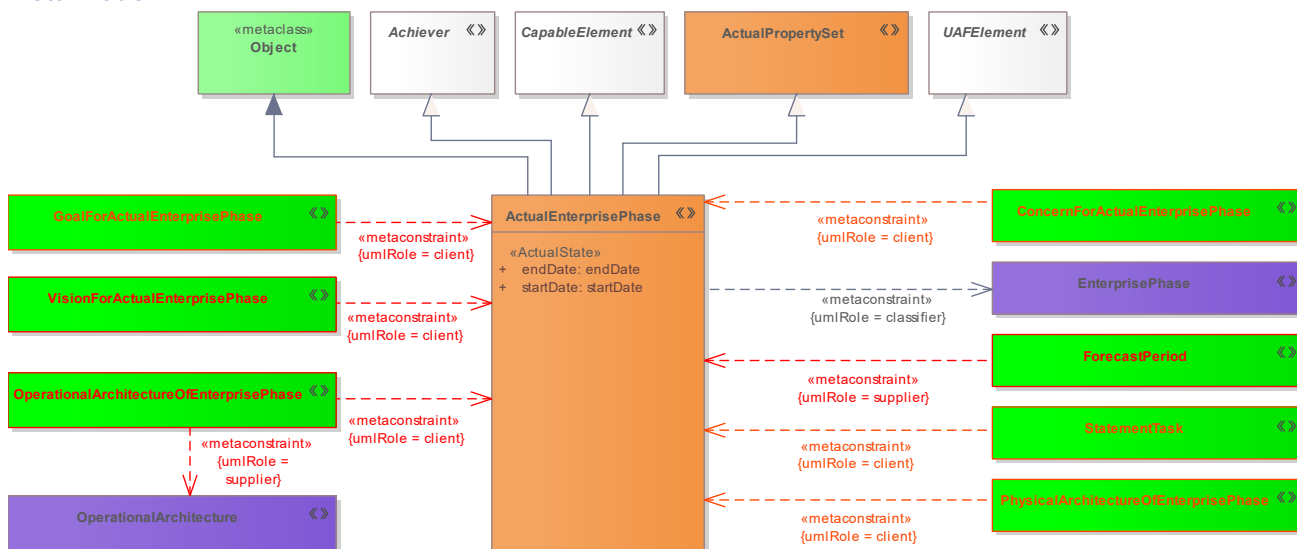 «metaclass»
Object
Achiever
CapableElement
ActualPropertySet
UAFElement
GoalForActualEnterprisePhase
«metaconstraint»
{umlRole = client}
VisionForActualEnterprisePhase
«metaconstraint»
{umlRole = client}
OperationalArchitectureOfEnterprisePhase
«metaconstraint»
{umlRole = client}
«metaconstraint»
{umlRole =
supplier}
OperationalArchitecture
ActualEnterprisePhase
«ActualState»
+ endDate: endDate
+ startDate: startDate
ConcernForActualEnterprisePhase
«metaconstraint»
{umlRole = client}
EnterprisePhase
«metaconstraint»
{umlRole = classifier}
ForecastPeriod
«metaconstraint»
{umlRole = supplier}
StatementTask
«metaconstraint»
{umlRole = client}
PhysicalArchitectureOfEnterprisePhase
«metaconstraint»
{umlRole = client}